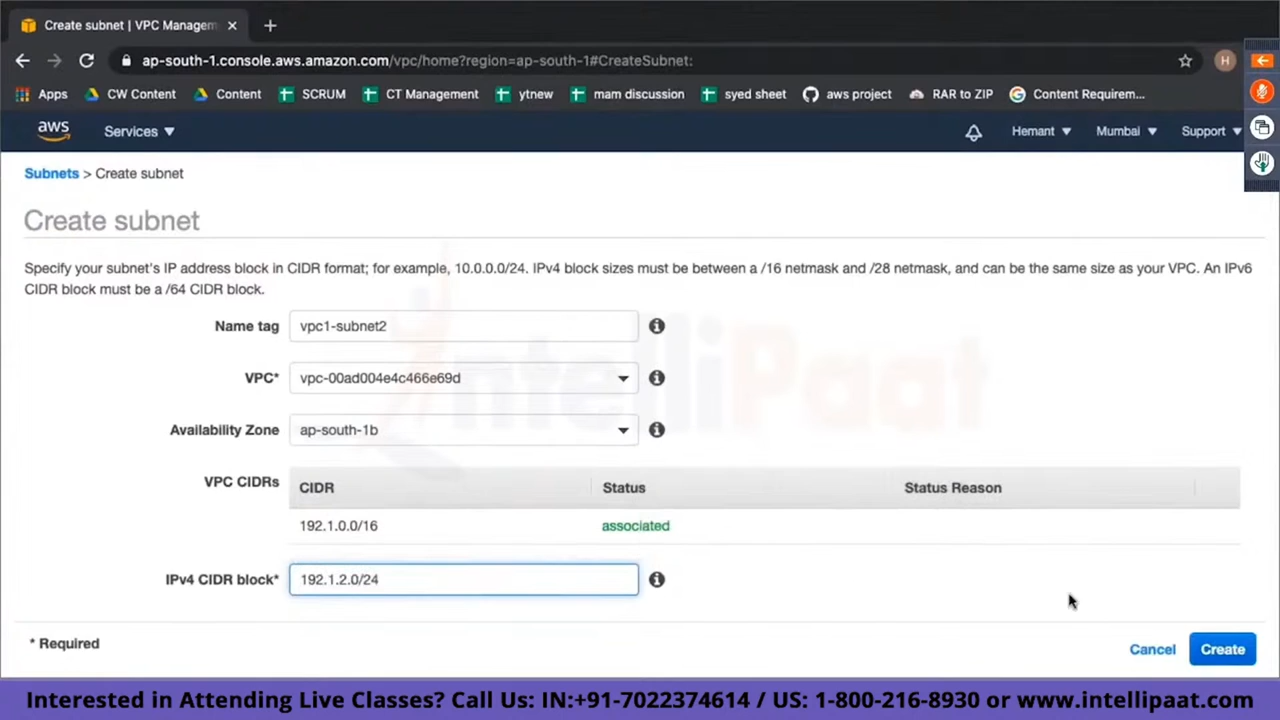 Create subnet | VPC Managem
ap-south-1.console.aws.amazon.com/vpc/home?region=ap-south-1#CreateSubnet:
H
Apps CW Content Content SCRUM CT Management ytnew mam discussion syed sheet aws project RAR to ZIP Content Requirem...
aws Services Hemant Mumbai Support
Subnets > Create subnet
Create subnet
Specify your subnet's IP address block in CIDR format; for example, 10.0.0.0/24. IPv4 block sizes must be between a /16 netmask and /28 netmask, and can be the same size as your VPC. An IPv6
CIDR block must be a /64 CIDR block.
Name tag vpc1-subnet2
VPC* vpc-00ad004e4c466e69d
IntelliPaat
Availability Zone ap-south-1b
VPC CIDRs CIDR Status Status Reason
192.1.0.0/16 associated
IPv4 CIDR block* 192.1.2.0/24
* Required
Cancel Create
Interested in Attending Live Classes? Call Us: IN:+91-7022374614 / US: 1-800-216-8930 or www.intellipaat.com